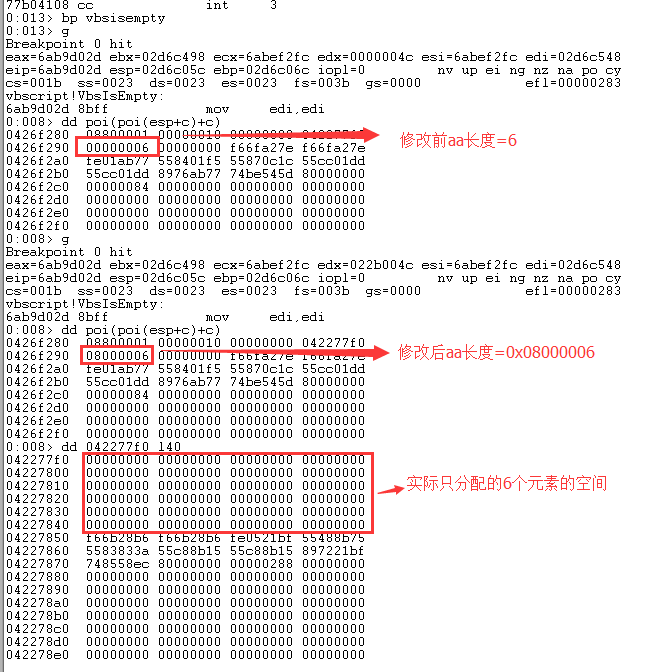 77b04108 cc              int     3
0:013> bp vbsisempty
0:013> g
Breakpoint 0 hit
eax=6ab9d02d ebx=02d6c498 ecx=6abef2fc edx=0000004c esi=6abef2fc edi=02d6c548
eip=6ab9d02d esp=02d6c05c ebp=02d6c06c iopl=0         nv up ei ng nz na po cy
cs=001b  ss=0023  ds=0023  es=0023  fs=003b  gs=0000             efl=00000283
vbscript!VbsIsEmpty:
6ab9d02d 8bff            mov     edi,edi
0:008> dd poi(poi(esp+c)+c)
0426f280  08800001 00000010 00000000 042277f0
0426f290  00000006 00000000 f66fa27e f66fa27e
修改前aa长度=6
0426f2a0  fe01ab77 558401f5 55870c1c 55cc01dd
0426f2b0  55cc01dd 8976ab77 74be545d 80000000
0426f2c0  00000084 00000000 00000000 00000000
0426f2d0  00000000 00000000 00000000 00000000
0426f2e0  00000000 00000000 00000000 00000000
0426f2f0  00000000 00000000 00000000 00000000
0:008> g
Breakpoint 0 hit
eax=6ab9d02d ebx=02d6c498 ecx=6abef2fc edx=022b004c esi=6abef2fc edi=02d6c548
eip=6ab9d02d esp=02d6c05c ebp=02d6c06c iopl=0         nv up ei ng nz na po cy
cs=001b  ss=0023  ds=0023  es=0023  fs=003b  gs=0000             efl=00000283
vbscript!VbsIsEmpty:
6ab9d02d 8bff            mov     edi,edi
0:008> dd poi(poi(esp+c)+c)
0426f280  08800001 00000010 00000000 042277f0
0426f290  08000006 00000000 f66fa27e f66fa27e
修改后aa长度=0x08000006
0426f2a0  fe01ab77 558401f5 55870c1c 55cc01dd
0426f2b0  55cc01dd 8976ab77 74be545d 80000000
0426f2c0  00000084 00000000 00000000 00000000
0426f2d0  00000000 00000000 00000000 00000000
0426f2e0  00000000 00000000 00000000 00000000
0426f2f0  00000000 00000000 00000000 00000000
0:008> dd 042277f0 l40
042277f0  00000000 00000000 00000000 00000000
04227800  00000000 00000000 00000000 00000000
04227810  00000000 00000000 00000000 00000000
实际只分配的6个元素的空间
04227820  00000000 00000000 00000000 00000000
04227830  00000000 00000000 00000000 00000000
04227840  00000000 00000000 00000000 00000000
04227850  f66b28b6 f66b28b6 fe0521bf 55488b75
04227860  5583833a 55c88b15 55c88b15 897221bf
04227870  748558ec 80000000 00000288 00000000
04227880  00000000 00000000 00000000 00000000
04227890  00000000 00000000 00000000 00000000
042278a0  00000000 00000000 00000000 00000000
042278b0  00000000 00000000 00000000 00000000
042278c0  00000000 00000000 00000000 00000000
042278d0  00000000 00000000 00000000 00000000
042278e0  00000000 00000000 00000000 00000000